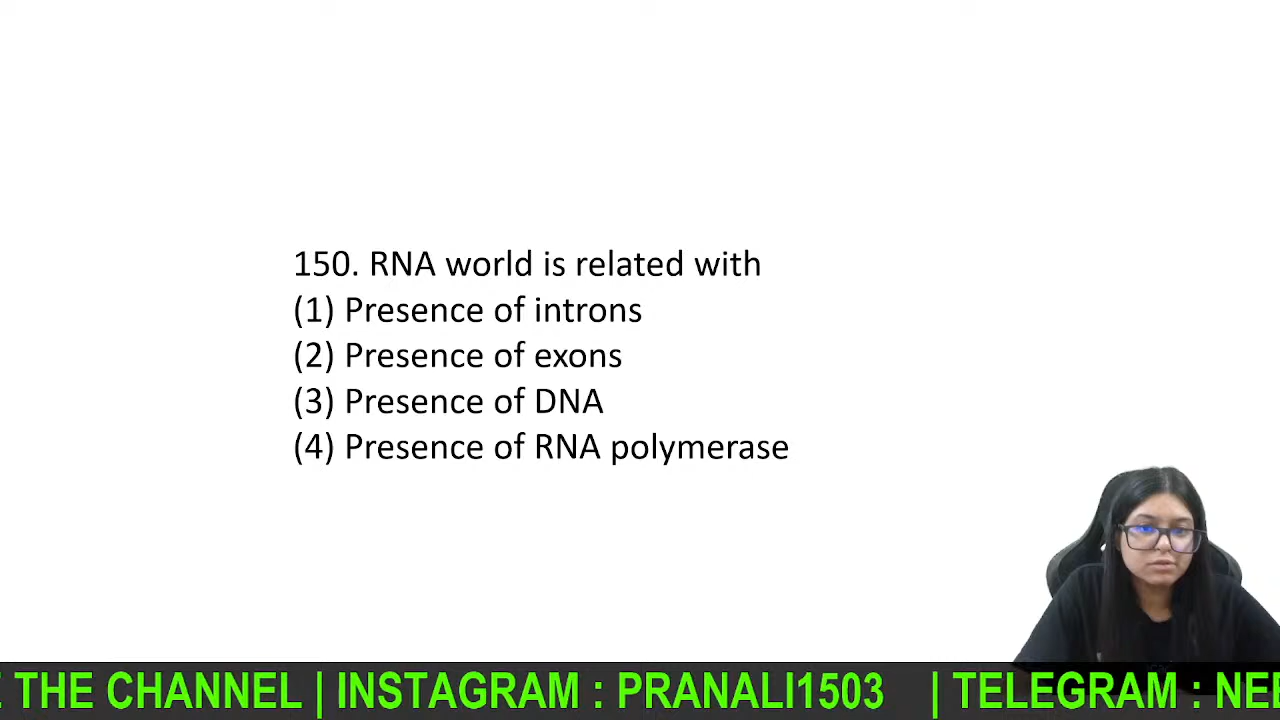 150. RNA world is related with
(1) Presence of introns
(2) Presence of exons
(3) Presence of DNA
(4) Presence of RNA polymerase
THE CHANNEL | INSTAGRAM : PRANALI1503 | TELEGRAM :